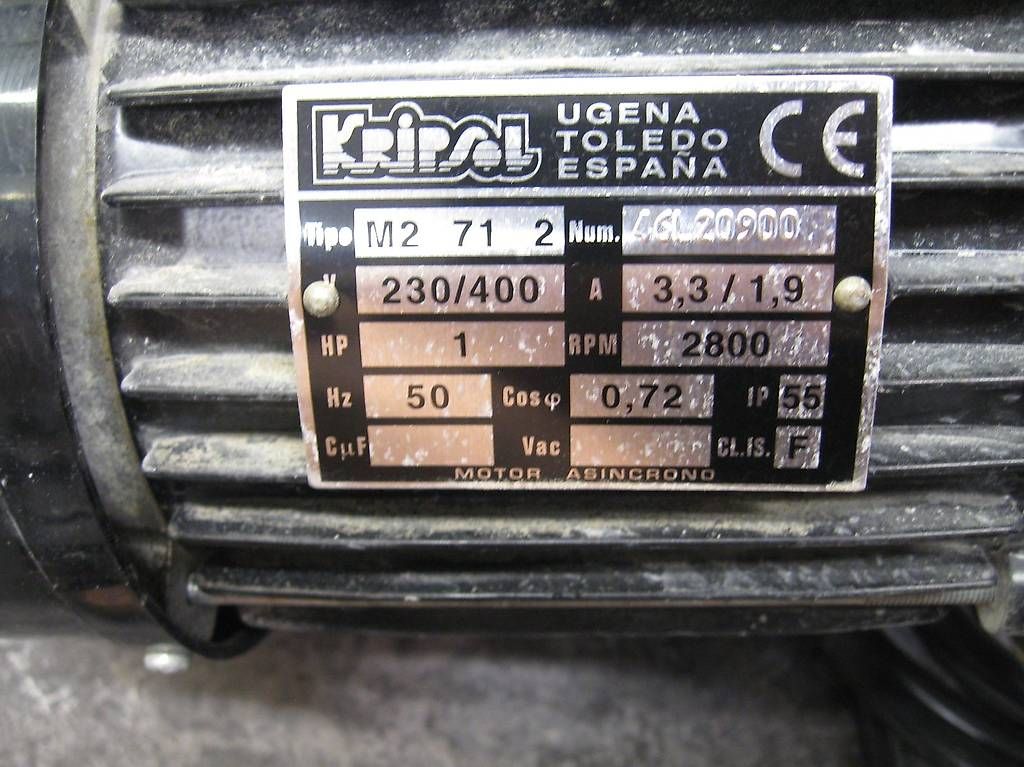 KRIPSOL
UGENA
TOLEDO
ESPAÑA
CE
Tipo M2 71 2 Num. 20900
V 230/400 A 3,3 / 1,9
HP 1 RPM 2800
Hz 50 Cos φ 0,72 IP 55
CμF Vac CL.IS. F
MOTOR ASINCRONO